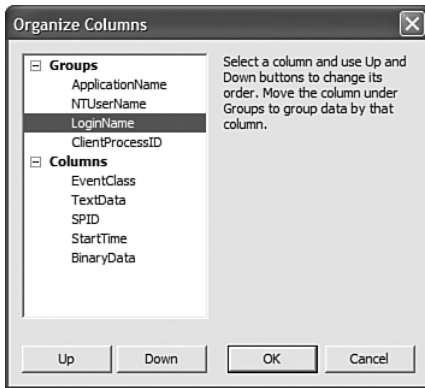 Organize Columns
Groups
ApplicationName
NTUserName
LoginName
ClientProcessID
Columns
EventClass
TextData
SPID
StartTime
BinaryData
Select a column and use Up and
Down buttons to change its
order. Move the column under
Groups to group data by that
column.
Up
Down
OK
Cancel